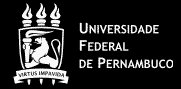 UNIVERSIDADE
FEDERAL
DE PERNAMBUCO
VIRTUS IMPAVIDA